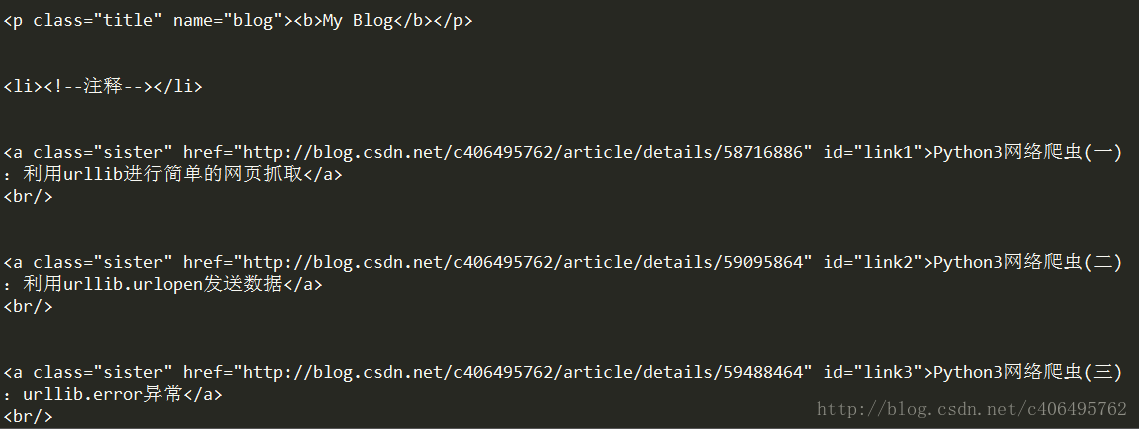 <p class="title" name="blog"><b>My Blog</b></p>
<li><!--注释--></li>
<a class="sister" href="http://blog.csdn.net/c406495762/article/details/58716886" id="link1">Python3网络爬虫(一)
：利用urllib进行简单的网页抓取</a>
<br/>
<a class="sister" href="http://blog.csdn.net/c406495762/article/details/59095864" id="link2">Python3网络爬虫(二)
：利用urllib.urlopen发送数据</a>
<br/>
<a class="sister" href="http://blog.csdn.net/c406495762/article/details/59488464" id="link3">Python3网络爬虫(三)
：urllib.error异常</a>
<br/>
http://blog.csdn.net/c406495762